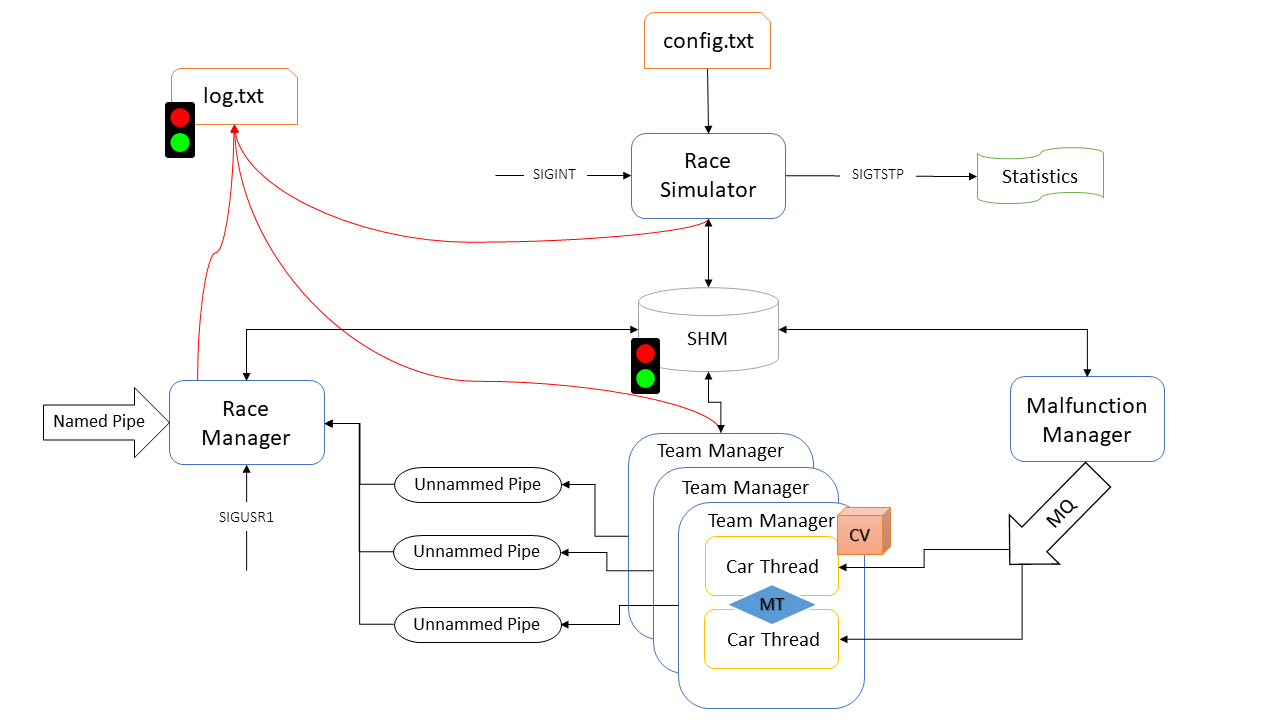 config.txt
log.txt
Race
Simulator
SIGINT
SIGTSTP
Statistics
SHM
Named Pipe
Race
Manager
Malfunction
Manager
SIGUSR1
Unnammed Pipe
Unnammed Pipe
Unnammed Pipe
Team Manager
Team Manager
Team Manager
CV
MQ
Car Thread
MT
Car Thread